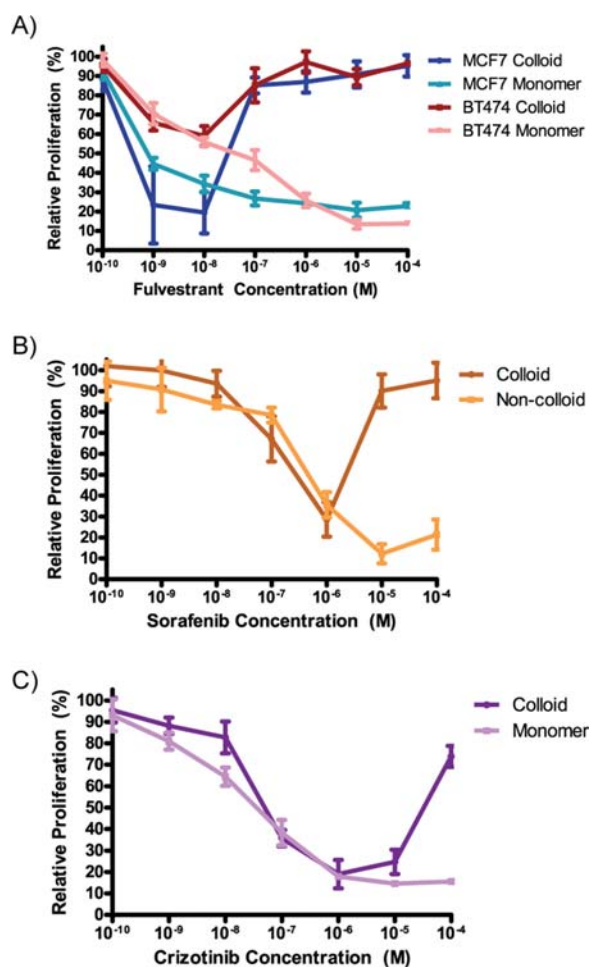 A)
Relative Proliferation (%)
100
90
80
70
60
50
40
30
20
10
0
10-10 10-9 10-8 10-7 10-6 10-5 10-4
Fulvestrant Concentration (M)
MCF7 Colloid
MCF7 Monomer
BT474 Colloid
BT474 Monomer
B)
Relative Proliferation (%)
100
90
80
70
60
50
40
30
20
10
0
10-10 10-9 10-8 10-7 10-6 10-5 10-4
Sorafenib Concentration (M)
Colloid
Non-colloid
C)
Relative Proliferation (%)
100
90
80
70
60
50
40
30
20
10
0
10-10 10-9 10-8 10-7 10-6 10-5 10-4
Crizotinib Concentration (M)
Colloid
Monomer